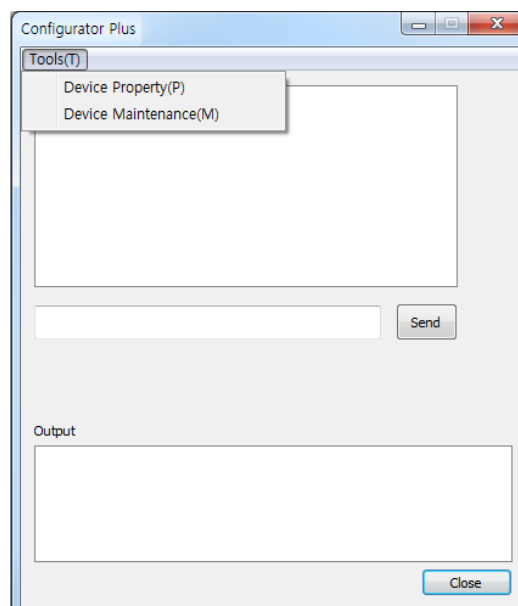 Configurator Plus
Tools(T)
Device Property(P)
Device Maintenance(M)
Send
Output
Close